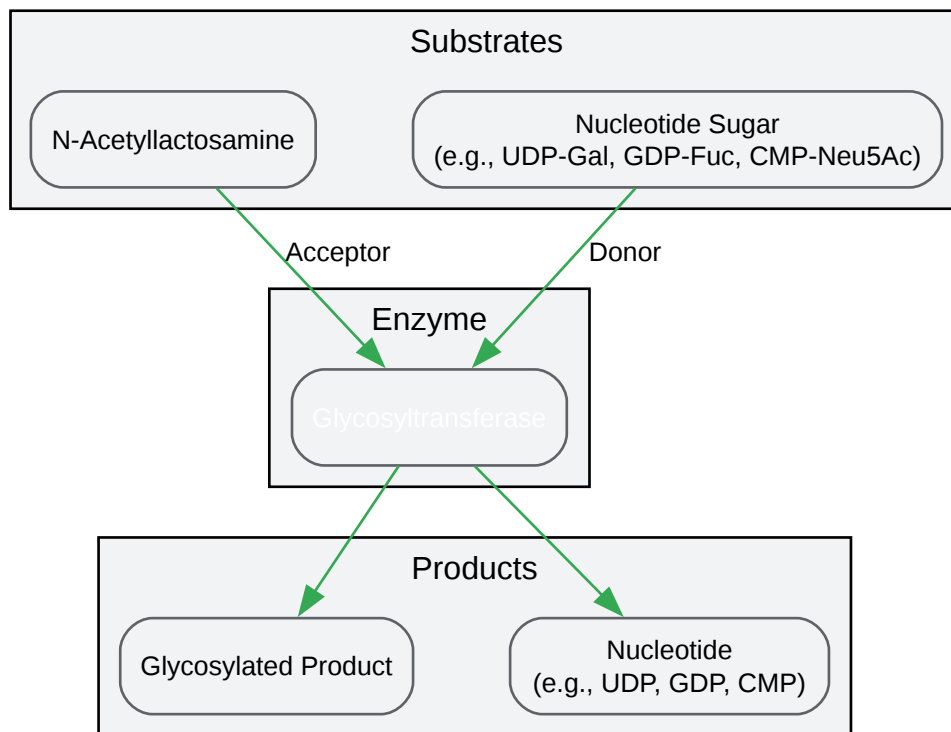 Substrates
N-Acetyllactosamine
Nucleotide Sugar
(e.g., UDP-Gal, GDP-Fuc, CMP-Neu5Ac)
Acceptor
Donor
Enzyme
Glycosyltransferase
Products
Glycosylated Product
Nucleotide
(e.g., UDP, GDP, CMP)